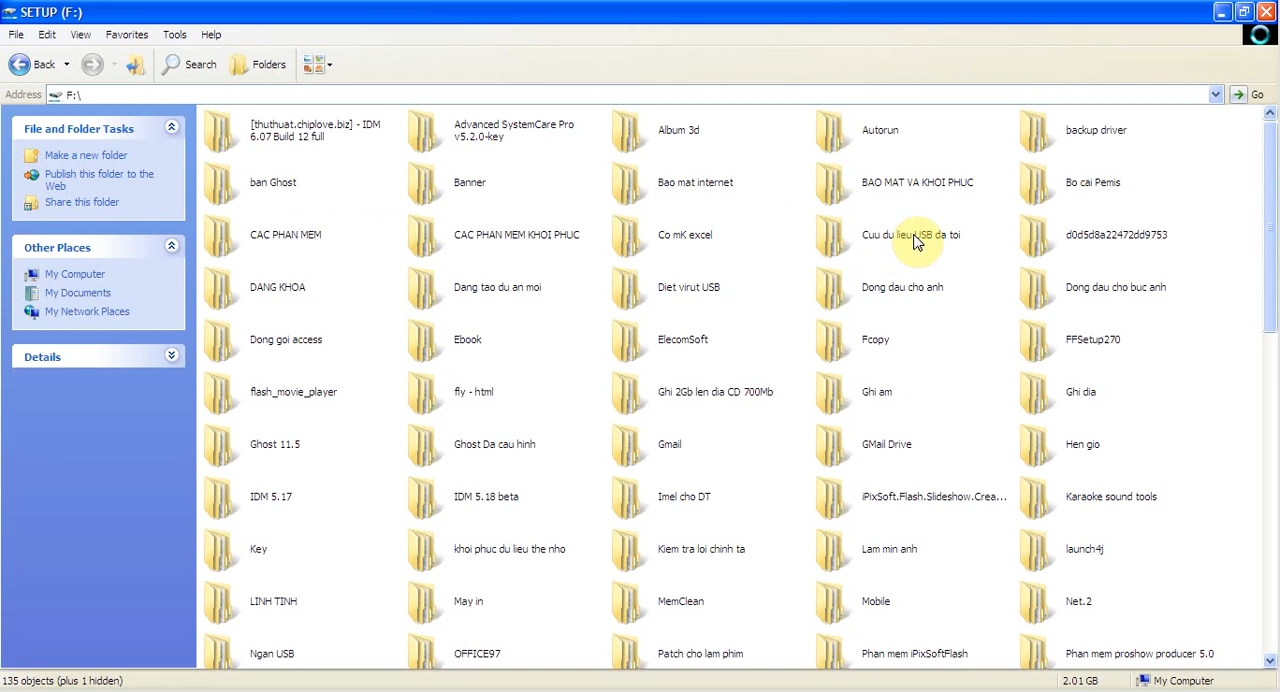 SETUP (F:)
File Edit View Favorites Tools Help
Back Search Folders
Address F:\ Go
File and Folder Tasks
Make a new folder
Publish this folder to the
Web
Share this folder
Other Places
My Computer
My Documents
My Network Places
Details
[thuthuat.chiplove.biz] - IDM
6.07 Build 12 full
Advanced SystemCare Pro
v5.2.0-key
Album 3d
Autorun
backup driver
ban Ghost
Banner
Bao mat internet
BAO MAT VA KHOI PHUC
Bo cai Pemis
CAC PHAN MEM
CAC PHAN MEM KHOI PHUC
Co mK excel
Cuu du lieu USB da toi
d0d5d8a22472dd9753
DANG KHOA
Dang tao du an moi
Diet virut USB
Dong dau cho anh
Dong dau cho buc anh
Dong goi access
Ebook
ElecomSoft
Fcopy
FFSetup270
flash_movie_player
fly - html
Ghi 2Gb len dia CD 700Mb
Ghi am
Ghi dia
Ghost 11.5
Ghost Da cau hinh
Gmail
GMail Drive
Hen gio
IDM 5.17
IDM 5.18 beta
Imel cho DT
iPixSoft.Flash.Slideshow.Crea...
Karaoke sound tools
Key
khoi phuc du lieu the nho
Kiem tra loi chinh ta
Lam min anh
launch4j
LINH TINH
May in
MemClean
Mobile
Net.2
Ngan USB
OFFICE97
Patch cho lam phim
Phan mem iPixSoftFlash
Phan mem proshow producer 5.0
135 objects (plus 1 hidden) 2.01 GB My Computer